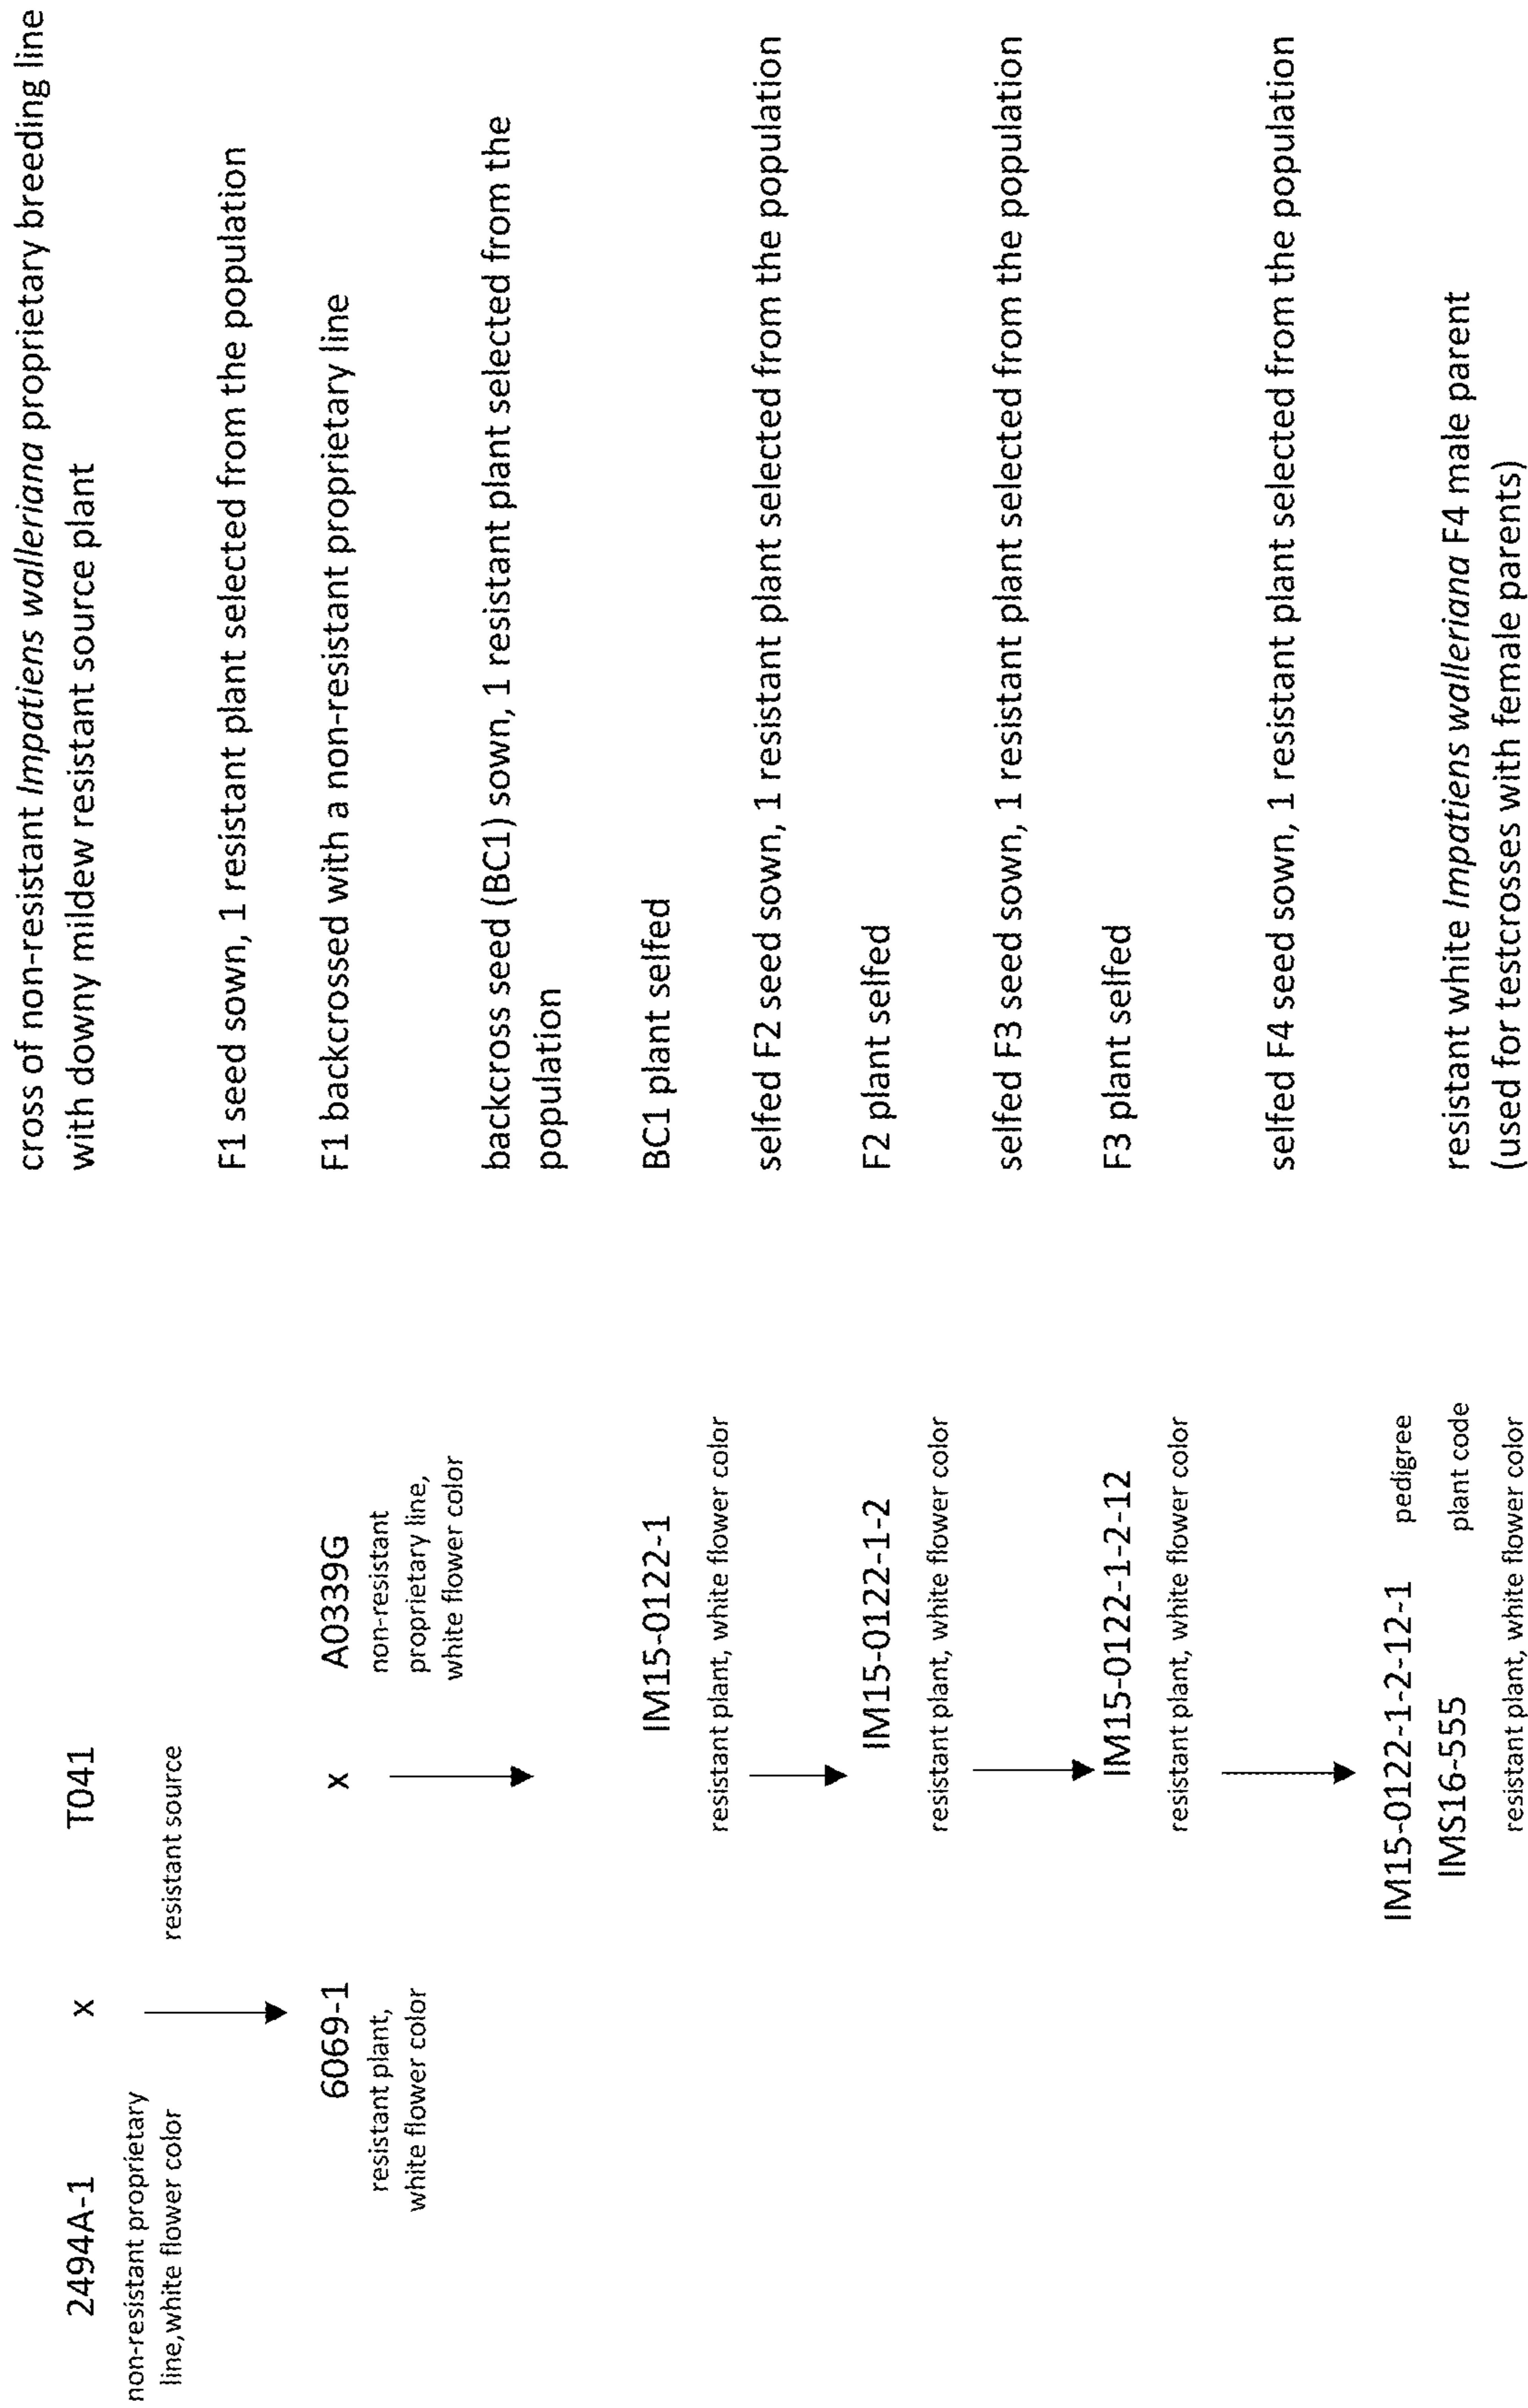 2494A-1 x T041
non-resistant proprietary
line,white flower color
resistant source
cross of non-resistant Impatiens walleriana proprietary breeding line
with downy mildew resistant source plant
F1 seed sown, 1 resistant plant selected from the population
6069-1 x A0339G
resistant plant,
white flower color
non-resistant
proprietary line,
white flower color
F1 backcrossed with a non-resistant proprietary line
backcross seed (BC1) sown, 1 resistant plant selected from the
population
IM15-0122-1
resistant plant, white flower color
BC1 plant selfed
selfed F2 seed sown, 1 resistant plant selected from the population
IM15-0122-1-2
resistant plant, white flower color
F2 plant selfed
selfed F3 seed sown, 1 resistant plant selected from the population
IM15-0122-1-2-12
resistant plant, white flower color
F3 plant selfed
selfed F4 seed sown, 1 resistant plant selected from the population
IM15-0122-1-2-12-1 pedigree
IMS16-555 plant code
resistant plant, white flower color
resistant white Impatiens walleriana F4 male parent
(used for testcrosses with female parents)